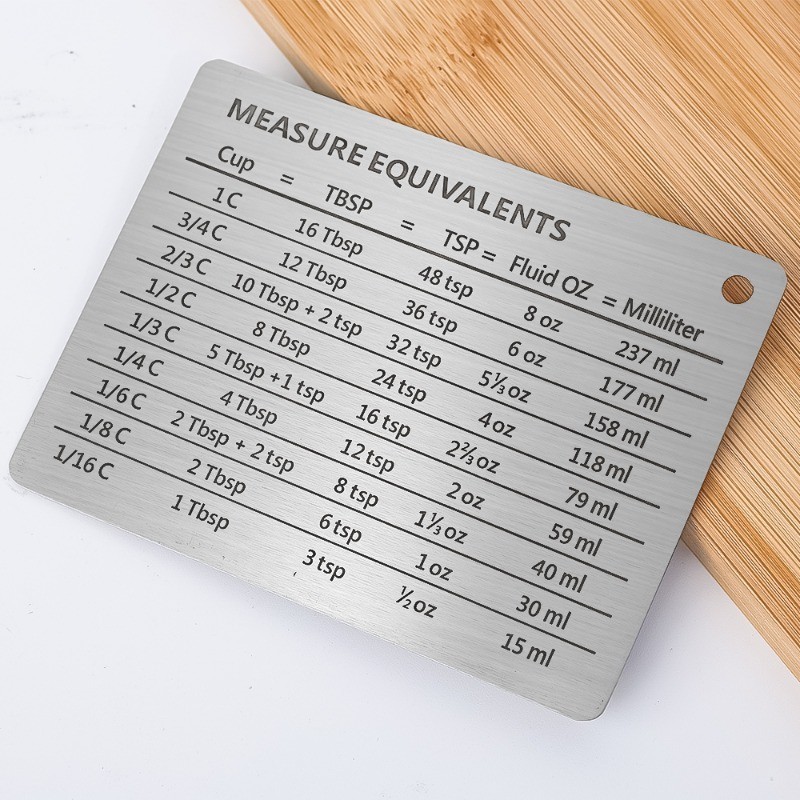 MEASURE EQUIVALENTS
Cup = TBSP = TSP = Fluid OZ = Milliliter
1 C 16 Tbsp 48 tsp 8 oz 237 ml
3/4 C 12 Tbsp 36 tsp 6 oz 177 ml
2/3 C 10 Tbsp + 2 tsp 32 tsp 5⅓ oz 158 ml
1/2 C 8 Tbsp 24 tsp 4 oz 118 ml
1/3 C 5 Tbsp +1 tsp 16 tsp 2⅔ oz 79 ml
1/4 C 4 Tbsp 12 tsp 2 oz 59 ml
1/6 C 2 Tbsp + 2 tsp 8 tsp 1⅓ oz 40 ml
1/8 C 2 Tbsp 6 tsp 1 oz 30 ml
1/16 C 1 Tbsp 3 tsp ½ oz 15 ml